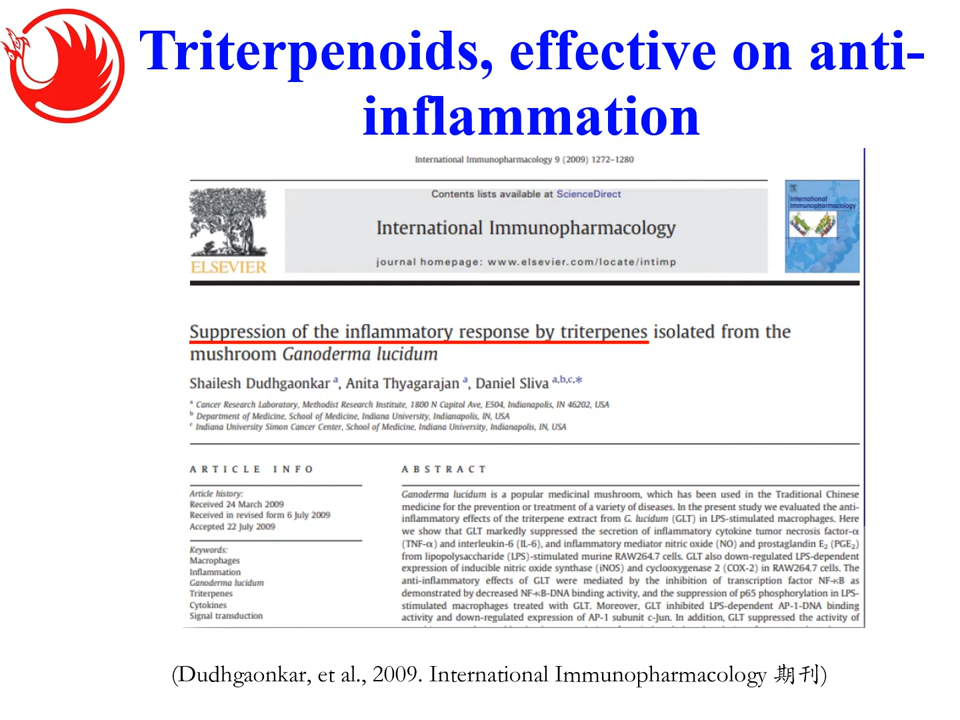 Triterpenoids, effective on anti-
inflammation
International Immunopharmacology 9 (2009) 1272–1280
Contents lists available at ScienceDirect
International Immunopharmacology
journal homepage: www.elsevier.com/locate/intimp
ELSEVIER
International
Immunopharmacology
Suppression of the inflammatory response by triterpenes isolated from the
mushroom Ganoderma lucidum
Shailesh Dudhgaonkar a, Anita Thyagarajan a, Daniel Sliva a,b,c,*
a Cancer Research Laboratory, Methodist Research Institute, 1800 N Capitol Ave, E504, Indianapolis, IN 46202, USA
b Department of Medicine, School of Medicine, Indiana University, Indianapolis, IN, USA
c Indiana University Simon Cancer Center, School of Medicine, Indiana University, Indianapolis, IN, USA
ARTICLE INFO
Article history:
Received 24 March 2009
Received in revised form 6 July 2009
Accepted 22 July 2009
Keywords:
Macrophages
Inflammation
Ganoderma lucidum
Triterpenes
Cytokines
Signal transduction
ABSTRACT
Ganoderma lucidum is a popular medicinal mushroom, which has been used in the Traditional Chinese
medicine for the prevention or treatment of a variety of diseases. In the present study we evaluated the anti-
inflammatory effects of the triterpene extract from G. lucidum (GLT) in LPS-stimulated macrophages. Here
we show that GLT markedly suppressed the secretion of inflammatory cytokine tumor necrosis factor-α
(TNF-α) and interleukin-6 (IL-6), and inflammatory mediator nitric oxide (NO) and prostaglandin E2 (PGE2)
from lipopolysaccharide (LPS)-stimulated murine RAW264.7 cells. GLT also down-regulated LPS-dependent
expression of inducible nitric oxide synthase (iNOS) and cyclooxygenase 2 (COX-2) in RAW264.7 cells. The
anti-inflammatory effects of GLT were mediated by the inhibition of transcription factor NF-κB as
demonstrated by decreased NF-κB-DNA binding activity, and the suppression of p65 phosphorylation in LPS-
stimulated macrophages treated with GLT. Moreover, GLT inhibited LPS-dependent AP-1-DNA binding
activity and down-regulated expression of AP-1 subunit c-Jun. In addition, GLT suppressed the activity of
(Dudhgaonkar, et al., 2009. International Immunopharmacology 期刊)